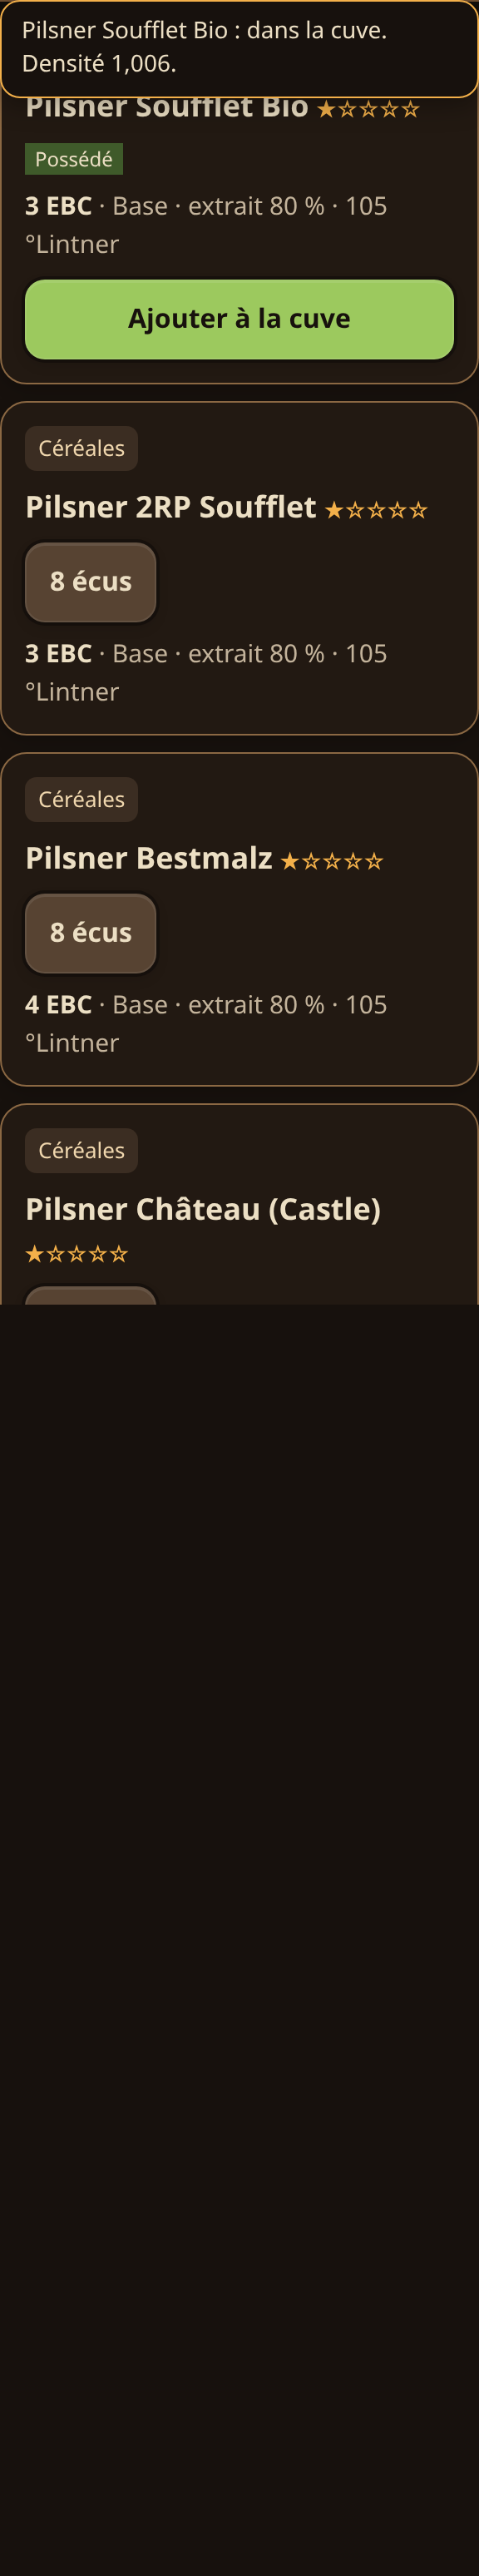 Pilsner Soufflet Bio : dans la cuve.
Densité 1,006.
Pilsner Soufflet Bio ★☆☆☆☆
Possédé
3 EBC · Base · extrait 80 % · 105
°Lintner
Ajouter à la cuve
Céréales
Pilsner 2RP Soufflet ★☆☆☆☆
8 écus
3 EBC · Base · extrait 80 % · 105
°Lintner
Céréales
Pilsner Bestmalz ★☆☆☆☆
8 écus
4 EBC · Base · extrait 80 % · 105
°Lintner
Céréales
Pilsner Château (Castle)
★☆☆☆☆